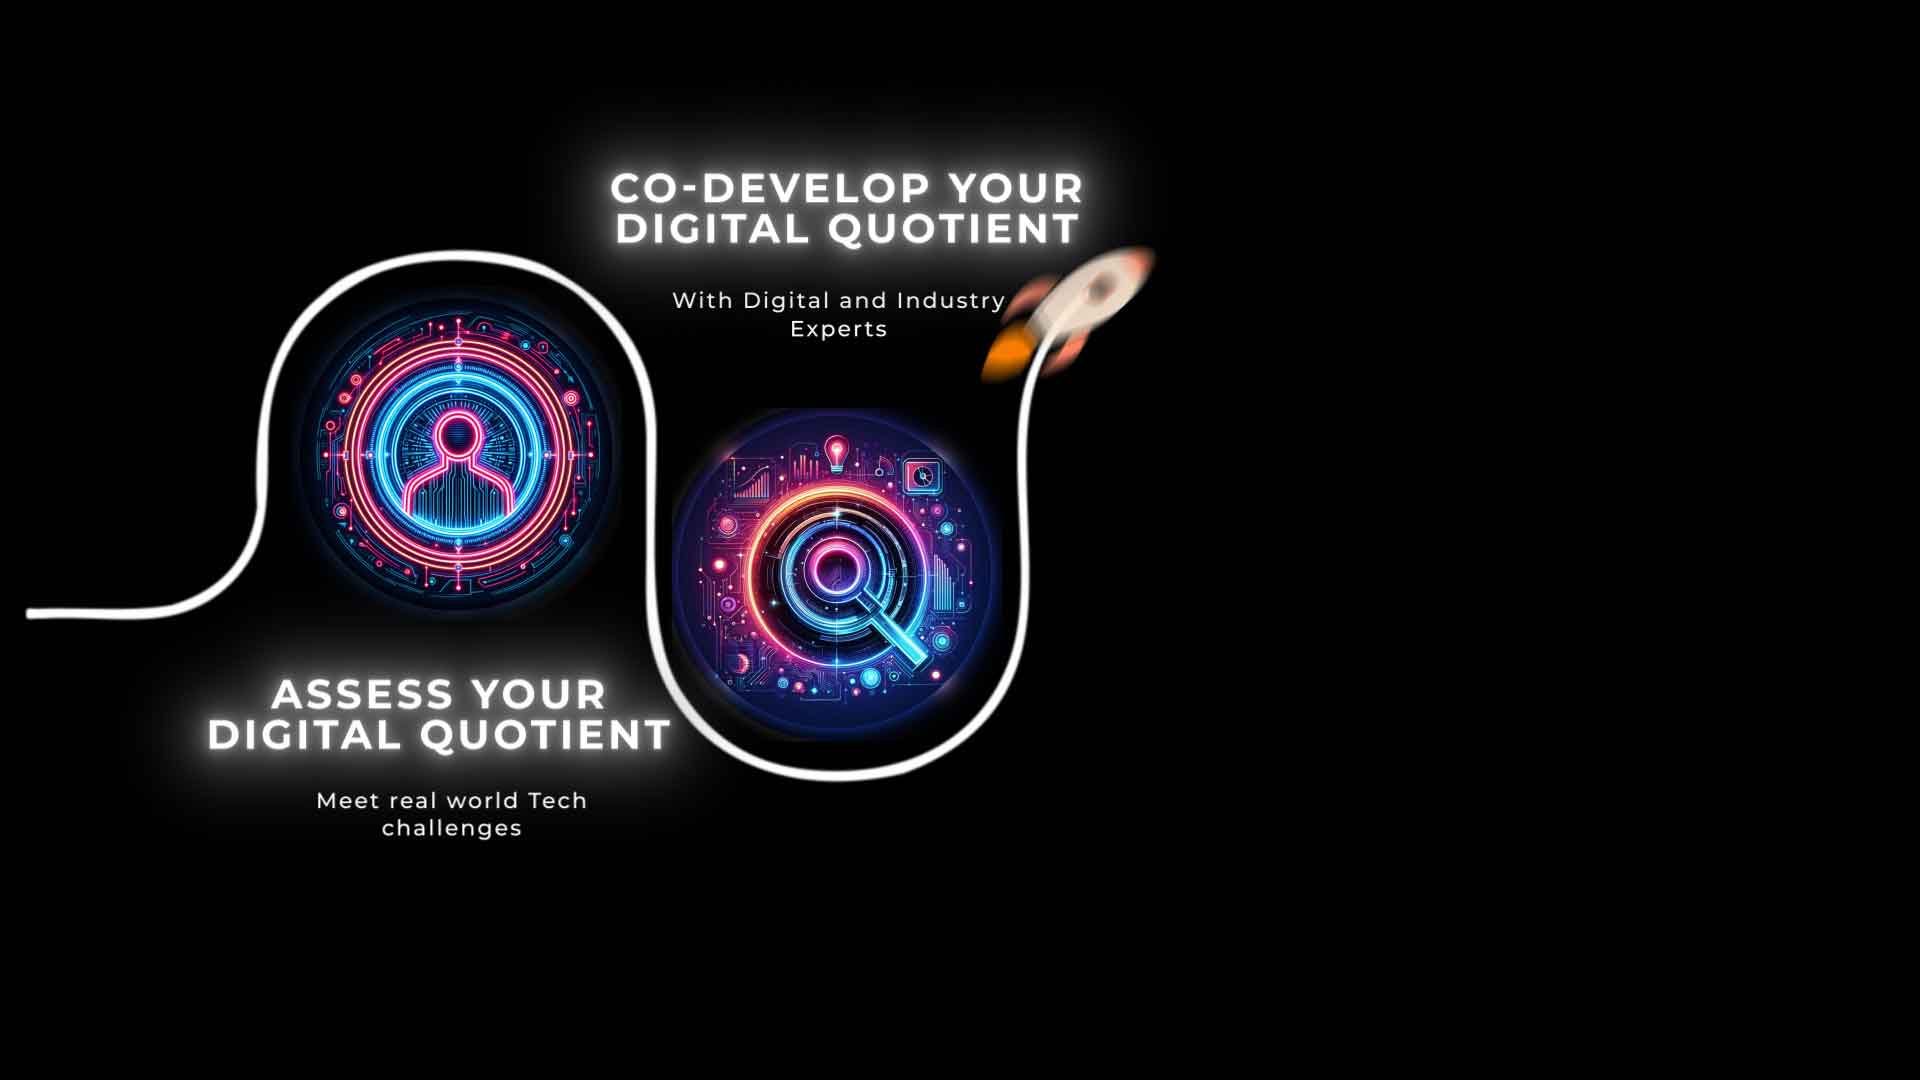 CO-DEVELOP YOUR
DIGITAL QUOTIENT
With Digital and Industry
Experts
ASSESS YOUR
DIGITAL QUOTIENT
Meet real world Tech
challenges